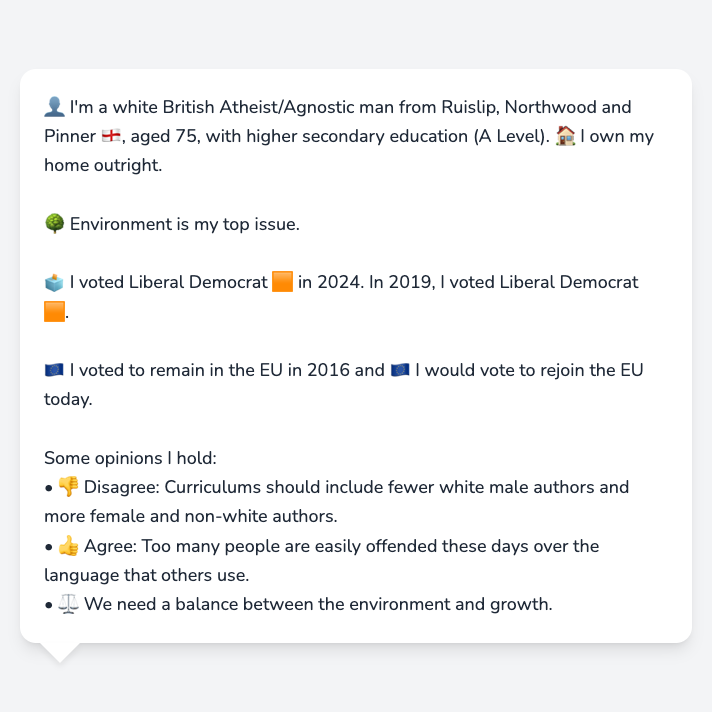 👤 I'm a white British Atheist/Agnostic man from Ruislip, Northwood and
Pinner 🏴󠁧󠁢󠁥󠁮󠁧󠁿, aged 75, with higher secondary education (A Level). 🏠 I own my
home outright.
🌳 Environment is my top issue.
🗳️ I voted Liberal Democrat 🟧 in 2024. In 2019, I voted Liberal Democrat
🟧.
🇪🇺 I voted to remain in the EU in 2016 and 🇪🇺 I would vote to rejoin the EU
today.
Some opinions I hold:
• 👎 Disagree: Curriculums should include fewer white male authors and
more female and non-white authors.
• 👍 Agree: Too many people are easily offended these days over the
language that others use.
• ⚖️ We need a balance between the environment and growth.